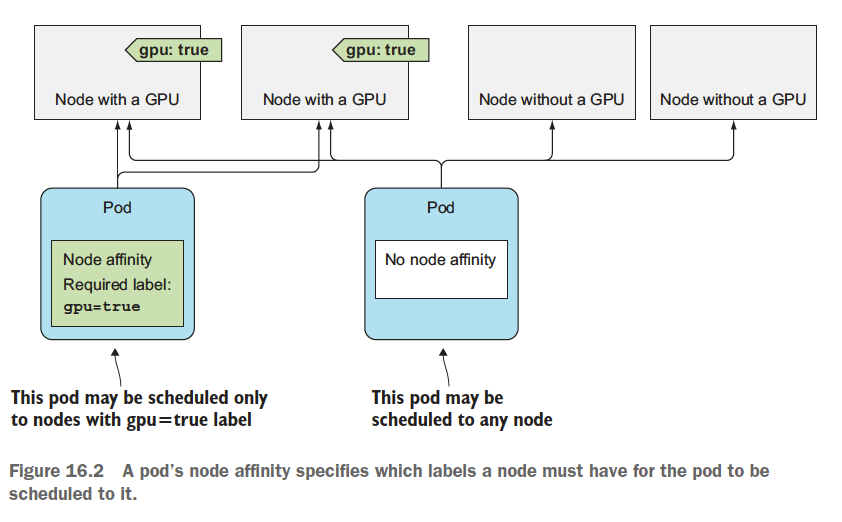 gpu: true
gpu: true
Node with a GPU
Node with a GPU
Node without a GPU
Node without a GPU
Pod
Pod
Node affinity
Required label:
gpu=true
No node affinity
This pod may be scheduled only
to nodes with gpu=true label
This pod may be
scheduled to any node
Figure 16.2 A pod's node affinity specifies which labels a node must have for the pod to be
scheduled to it.